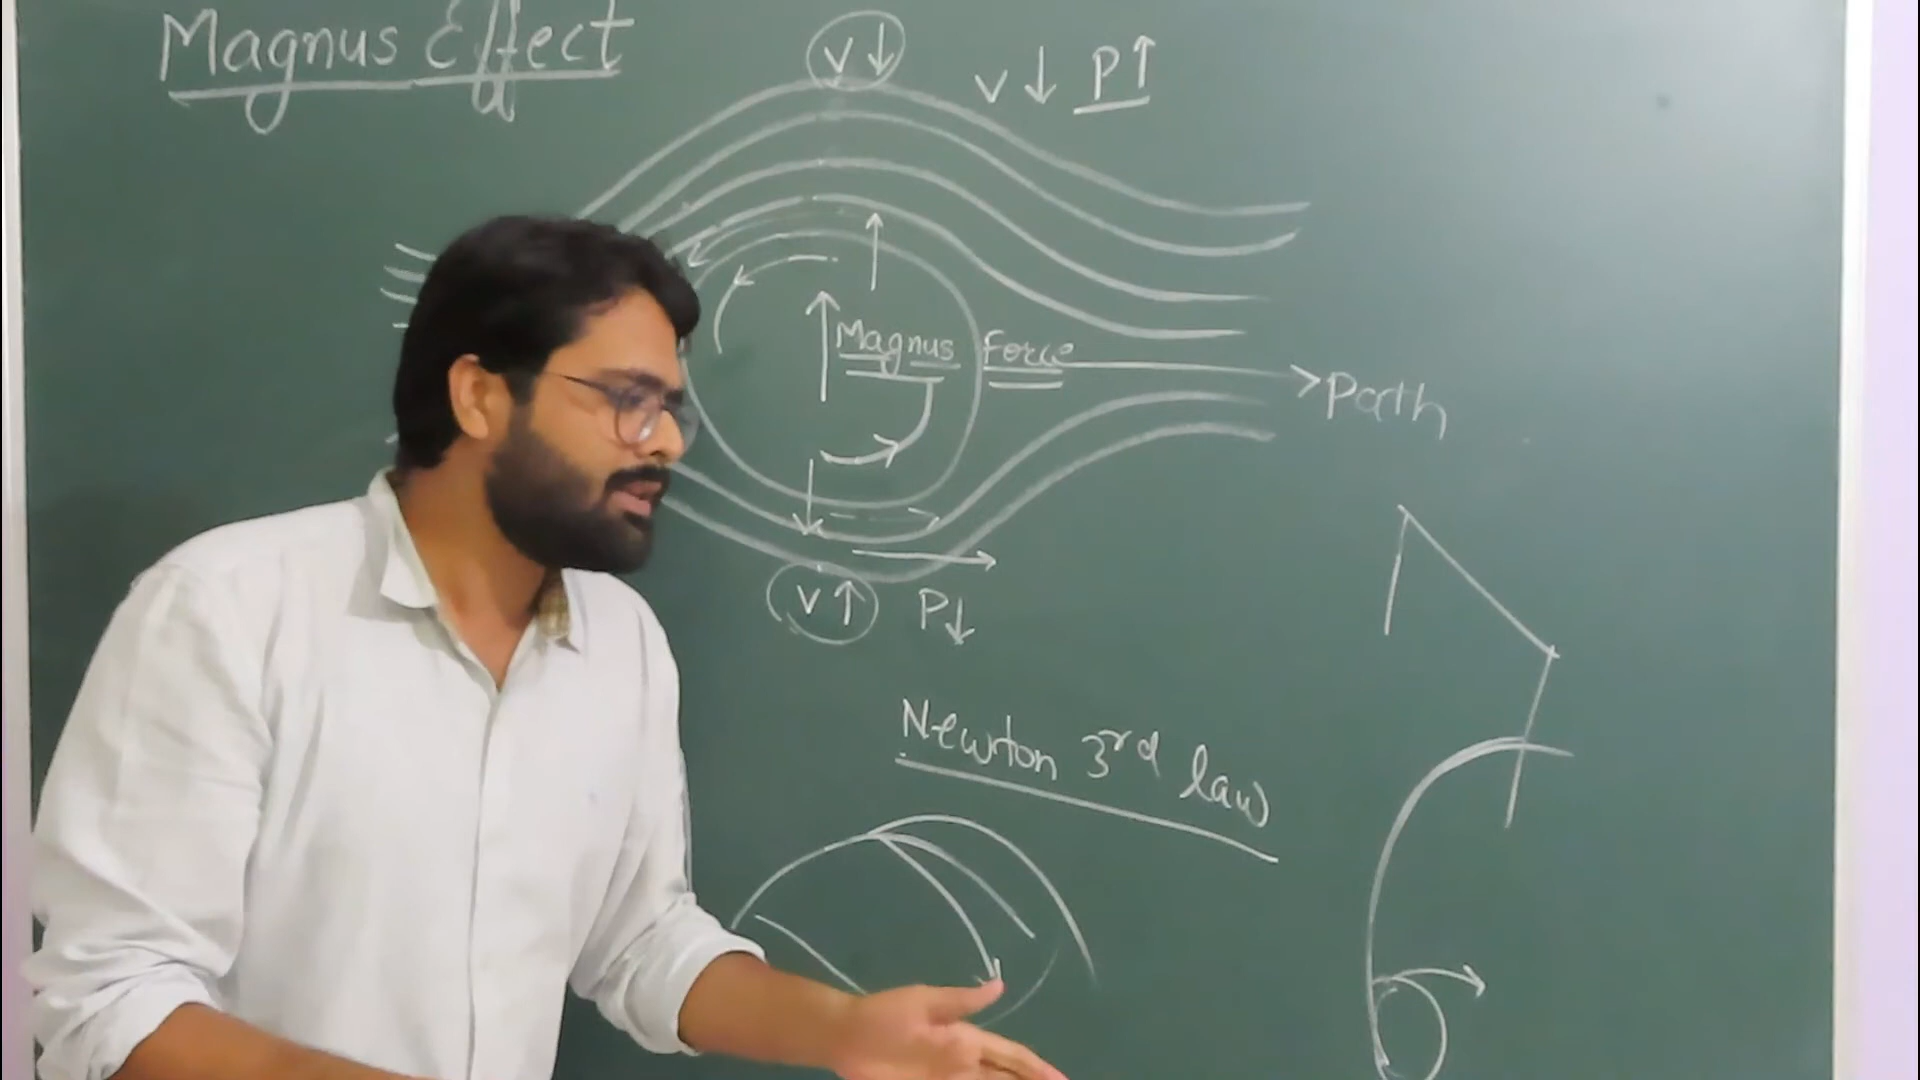 Magnus Effect
V↓
V↓ P↑
Magnus Force
Path
V↑ P↓
Newton 3rd law